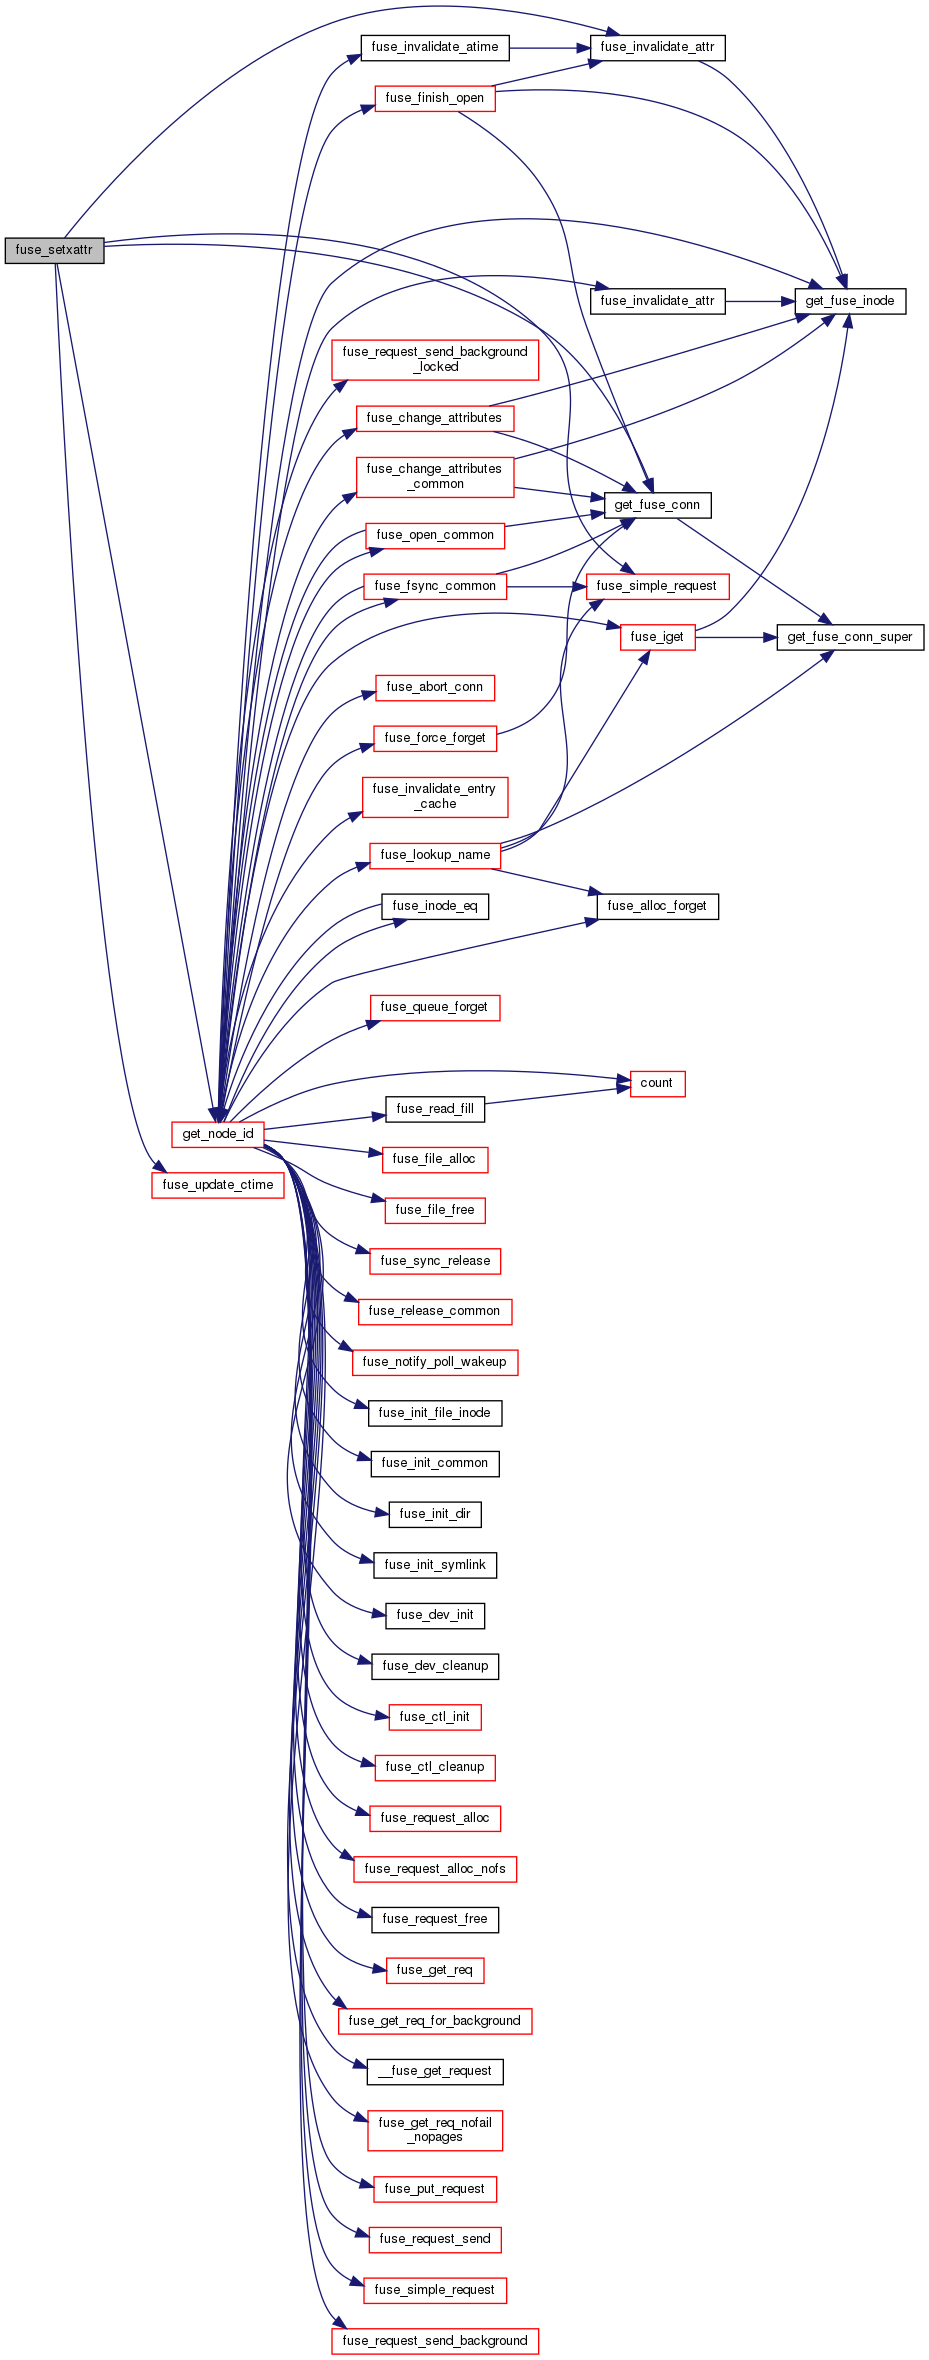 fuse_invalidate_atime
fuse_invalidate_attr
fuse_finish_open
fuse_setxattr
fuse_invalidate_attr
get_fuse_inode
fuse_request_send_background
_locked
fuse_change_attributes
fuse_change_attributes
_common
get_fuse_conn
fuse_open_common
fuse_fsync_common
fuse_simple_request
fuse_iget
get_fuse_conn_super
fuse_abort_conn
fuse_force_forget
fuse_invalidate_entry
_cache
fuse_lookup_name
fuse_inode_eq
fuse_alloc_forget
fuse_queue_forget
count
fuse_read_fill
get_node_id
fuse_file_alloc
fuse_update_ctime
fuse_file_free
fuse_sync_release
fuse_release_common
fuse_notify_poll_wakeup
fuse_init_file_inode
fuse_init_common
fuse_init_dir
fuse_init_symlink
fuse_dev_init
fuse_dev_cleanup
fuse_ctl_init
fuse_ctl_cleanup
fuse_request_alloc
fuse_request_alloc_nofs
fuse_request_free
fuse_get_req
fuse_get_req_for_background
__fuse_get_request
fuse_get_req_nofail
_nopages
fuse_put_request
fuse_request_send
fuse_simple_request
fuse_request_send_background